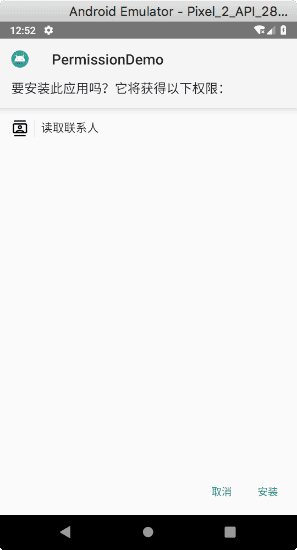 Android Emulator - Pixel_2_API_28...
12:52
PermissionDemo
要安装此应用吗？它将获得以下权限：
读取联系人
取消 安装